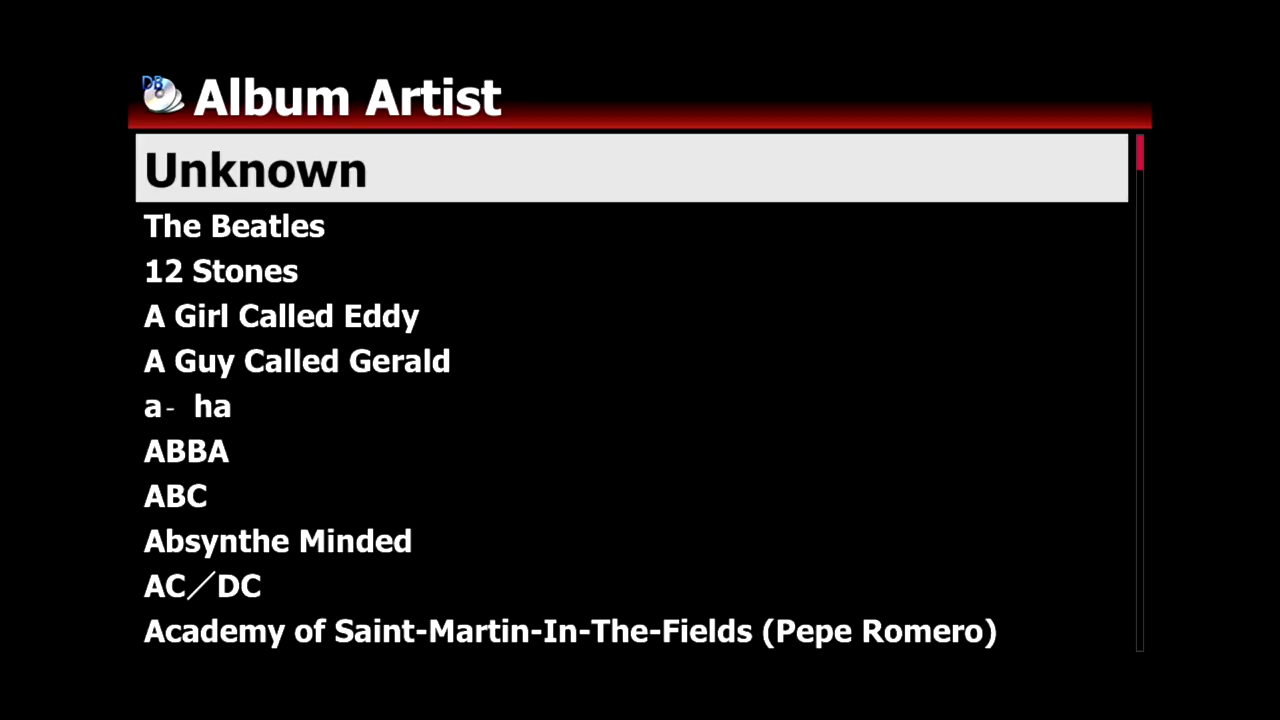 DB
Album Artist
Unknown
The Beatles
12 Stones
A Girl Called Eddy
A Guy Called Gerald
a‐ ha
ABBA
ABC
Absynthe Minded
AC／DC
Academy of Saint-Martin-In-The-Fields (Pepe Romero)